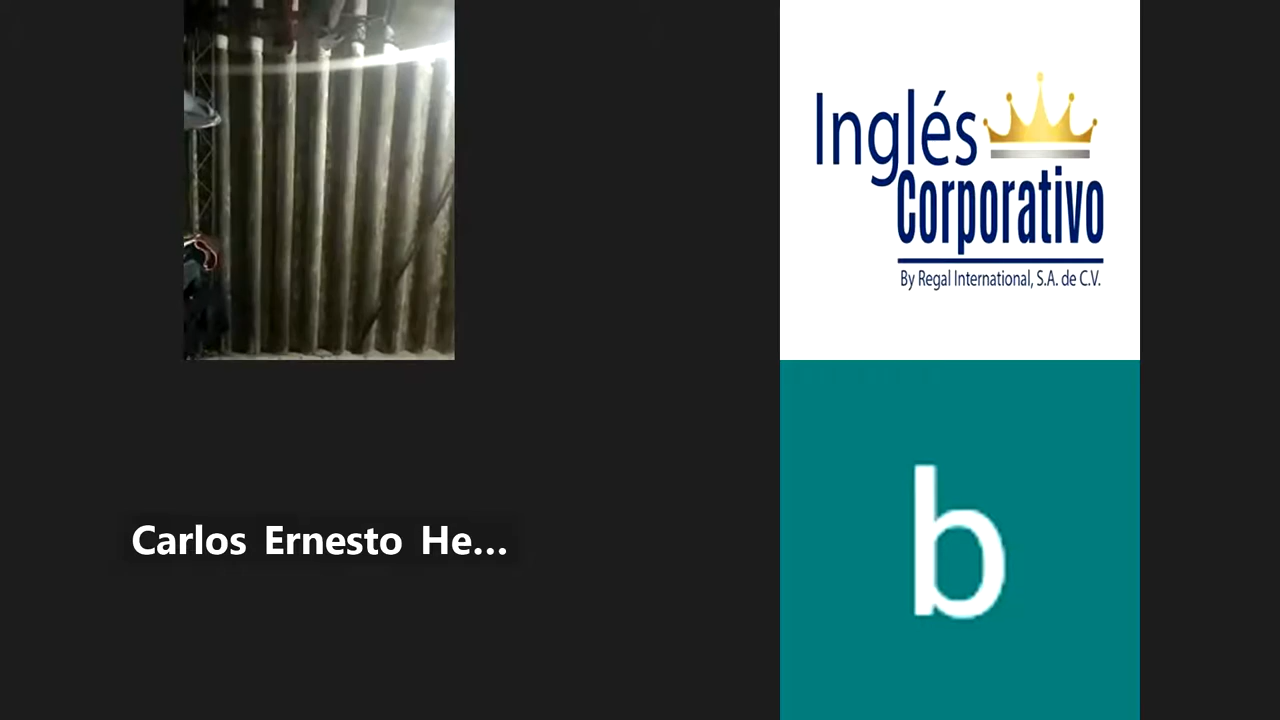 Inglés
Corporativo
By Regal International, S.A. de C.V.
Carlos Ernesto He...
b